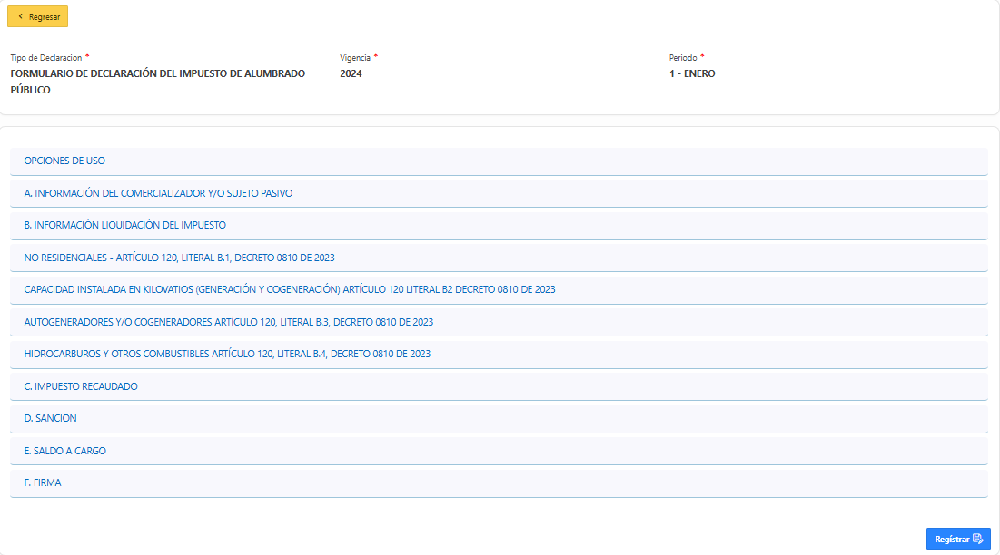 Regresar
Tipo de Declaracion *
Vigencia *
Periodo *
FORMULARIO DE DECLARACIÓN DEL IMPUESTO DE ALUMBRADO
PÚBLICO
2024
1 - ENERO
OPCIONES DE USO
A. INFORMACIÓN DEL COMERCIALIZADOR Y/O SUJETO PASIVO
B. INFORMACIÓN LIQUIDACIÓN DEL IMPUESTO
NO RESIDENCIALES - ARTÍCULO 120, LITERAL B.1, DECRETO 0810 DE 2023
CAPACIDAD INSTALADA EN KILOVATIOS (GENERACIÓN Y COGENERACIÓN) ARTÍCULO 120 LITERAL B2 DECRETO 0810 DE 2023
AUTOGENERADORES Y/O COGENERADORES ARTÍCULO 120, LITERAL B.3, DECRETO 0810 DE 2023
HIDROCARBUROS Y OTROS COMBUSTIBLES ARTÍCULO 120, LITERAL B.4, DECRETO 0810 DE 2023
C. IMPUESTO RECAUDADO
D. SANCION
E. SALDO A CARGO
F. FIRMA
Registrar